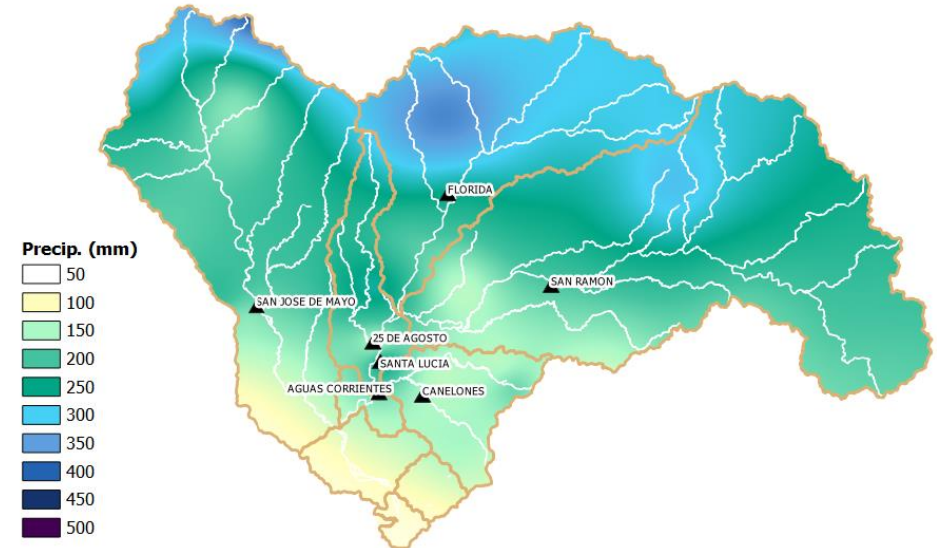 FLORIDA
Precip. (mm)
50
100
150
200
250
300
350
400
450
500
SAN RAMON
SAN JOSE DE MAYO
25 DE AGOSTO
SANTA LUCIA
AGUAS CORRIENTES
CANELONES